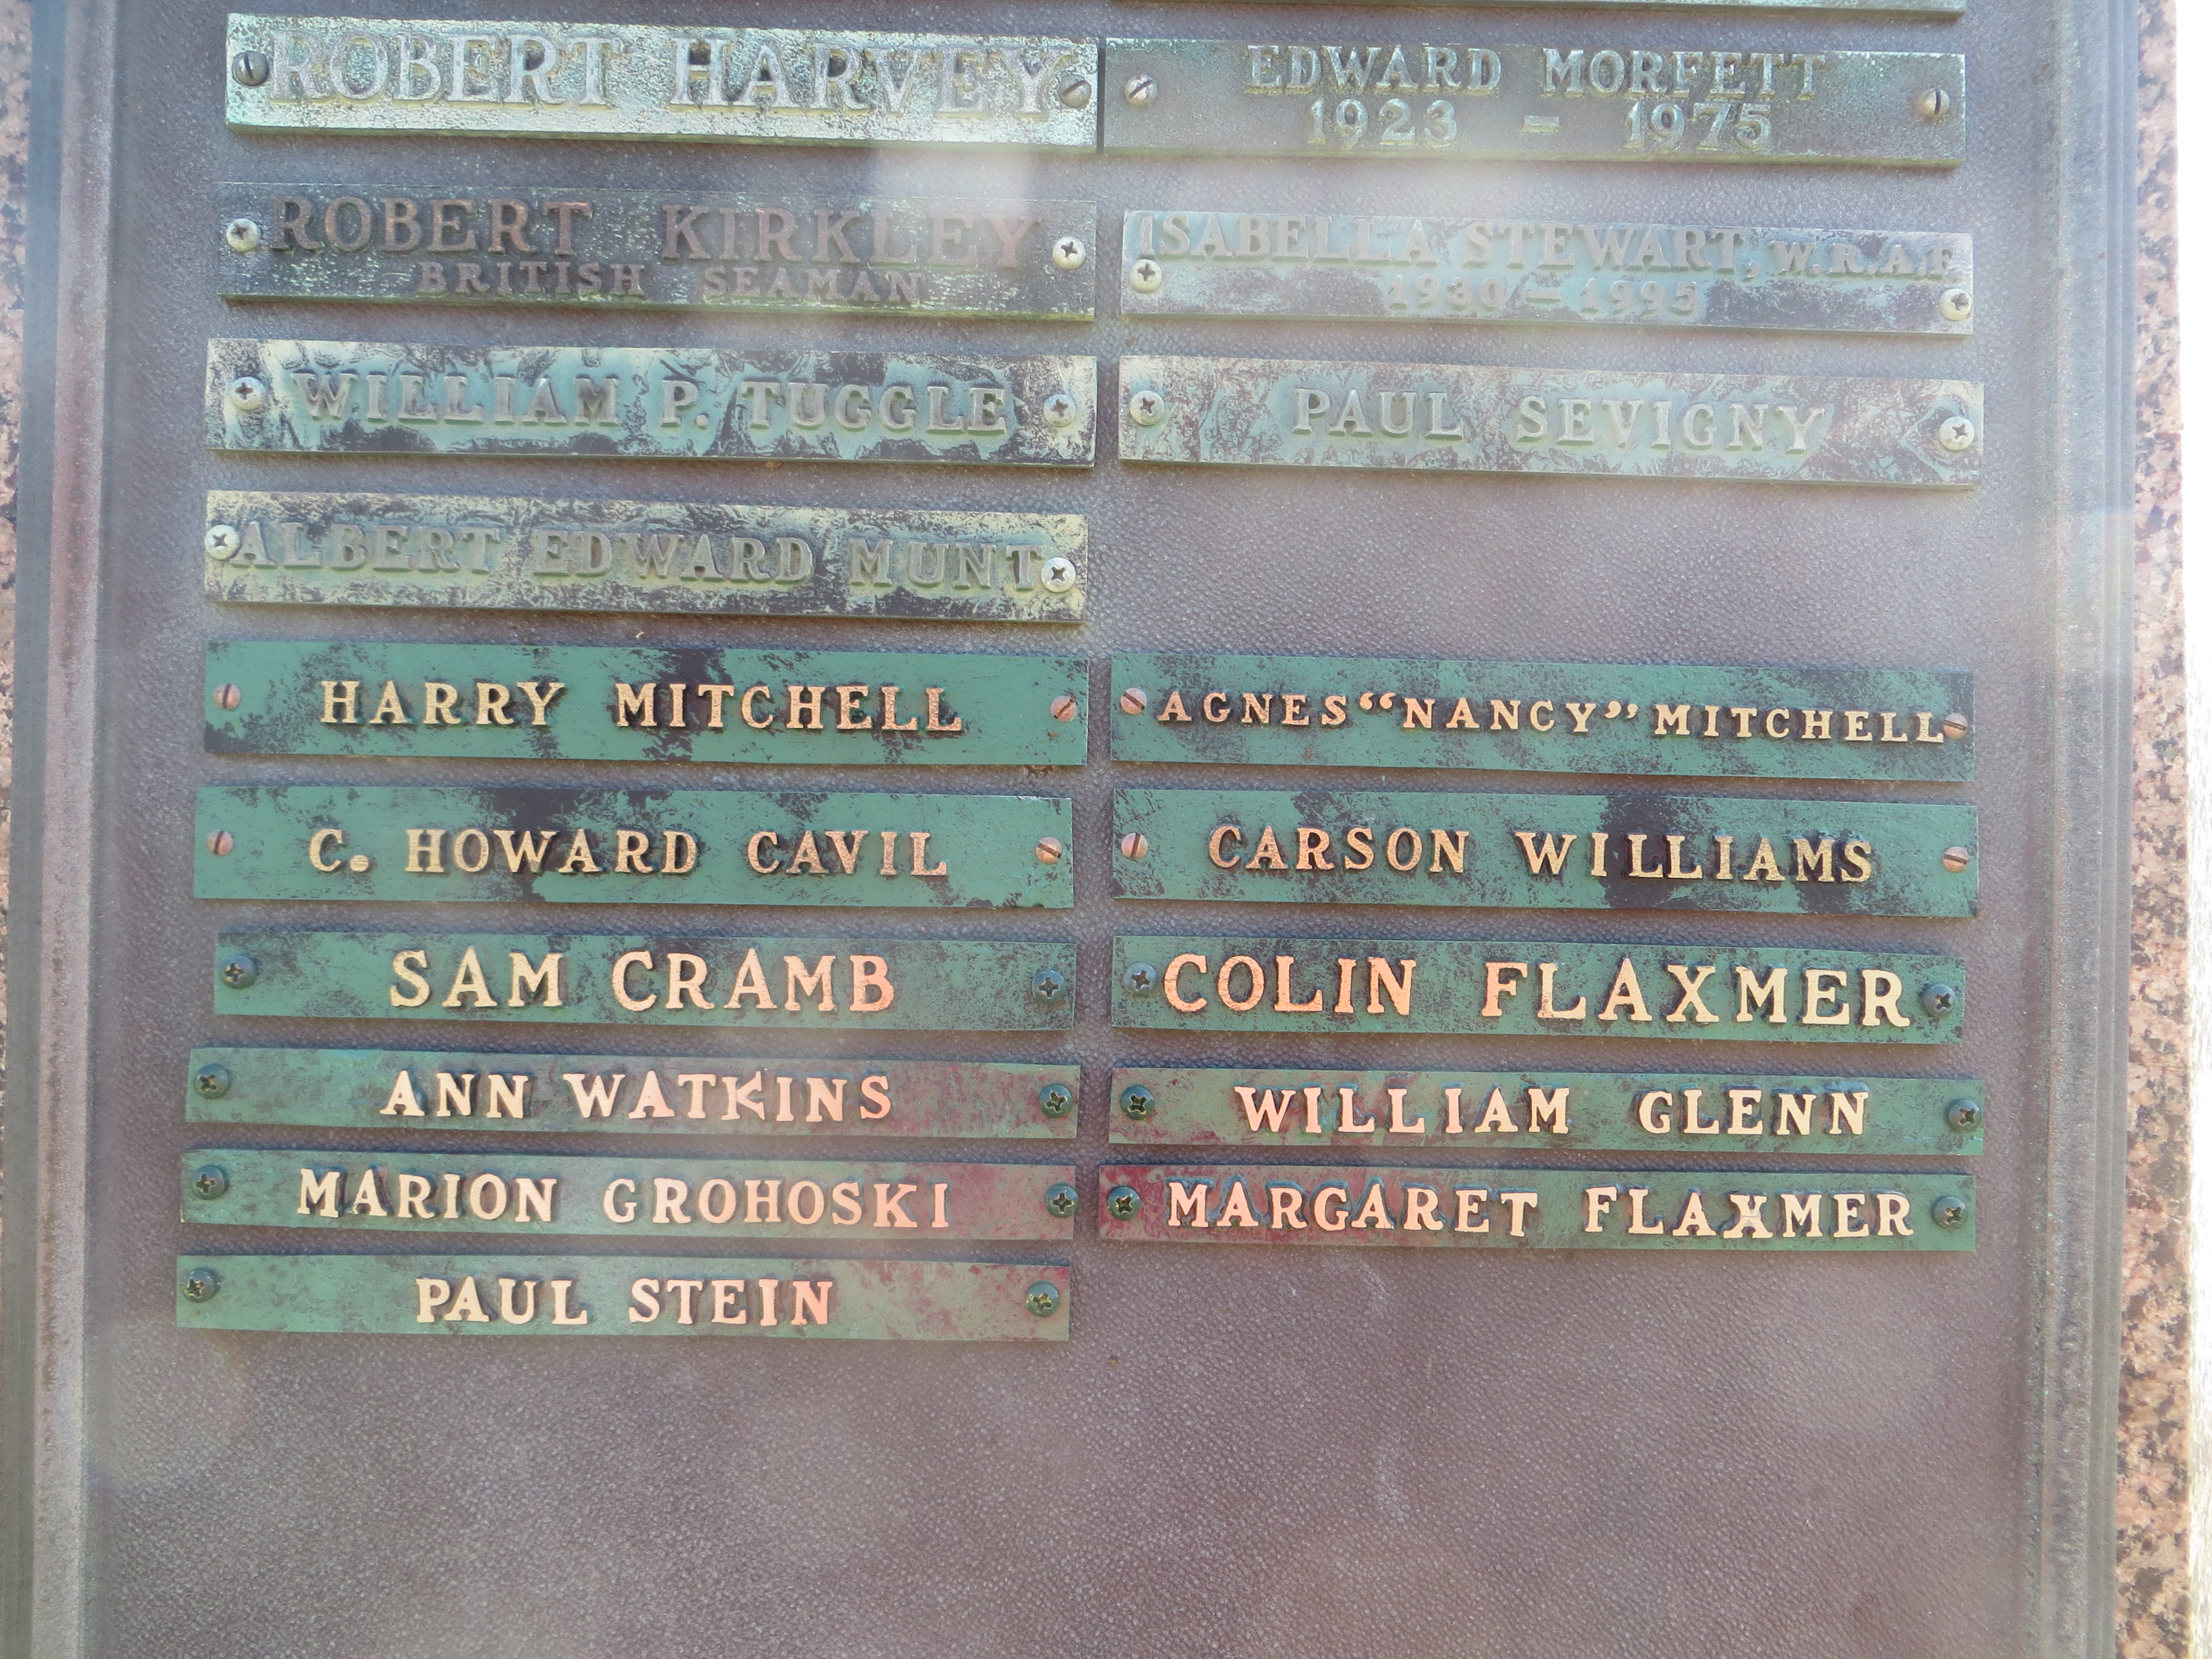 ROBERT HARVEY
EDWARD MORFETT
1923 - 1975
ROBERT KIRKLEY
BRITISH SEAMAN
ISABELLA STEWART, W.R.A.F.
1930 - 1995
WILLIAM P. TUGGLE
PAUL SEVIGNY
ALBERT EDWARD MUNT
HARRY MITCHELL
AGNES “NANCY” MITCHELL
C. HOWARD CAVIL
CARSON WILLIAMS
SAM CRAMB
COLIN FLAXMER
ANN WATKINS
WILLIAM GLENN
MARION GROHOSKI
MARGARET FLAXMER
PAUL STEIN